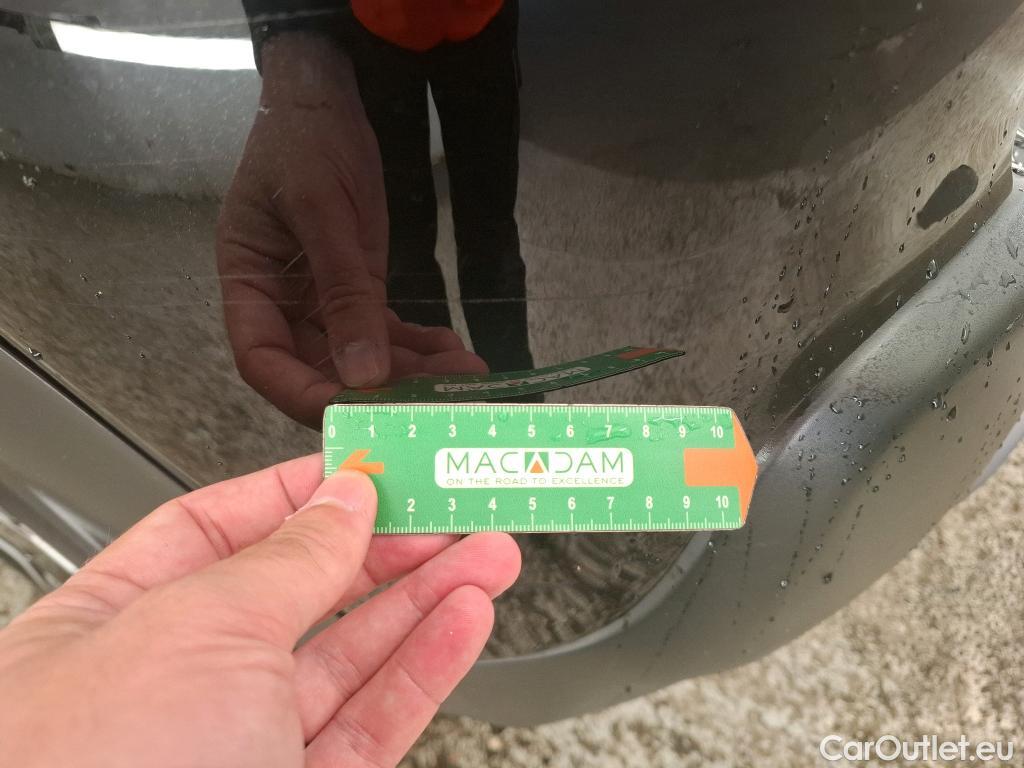 0 1 2 3 4 5 6 7 8 9 10
MACADAM
ON THE ROAD TO EXCELLENCE
2 3 4 5 6 7 8 9 10
CarOutlet.eu